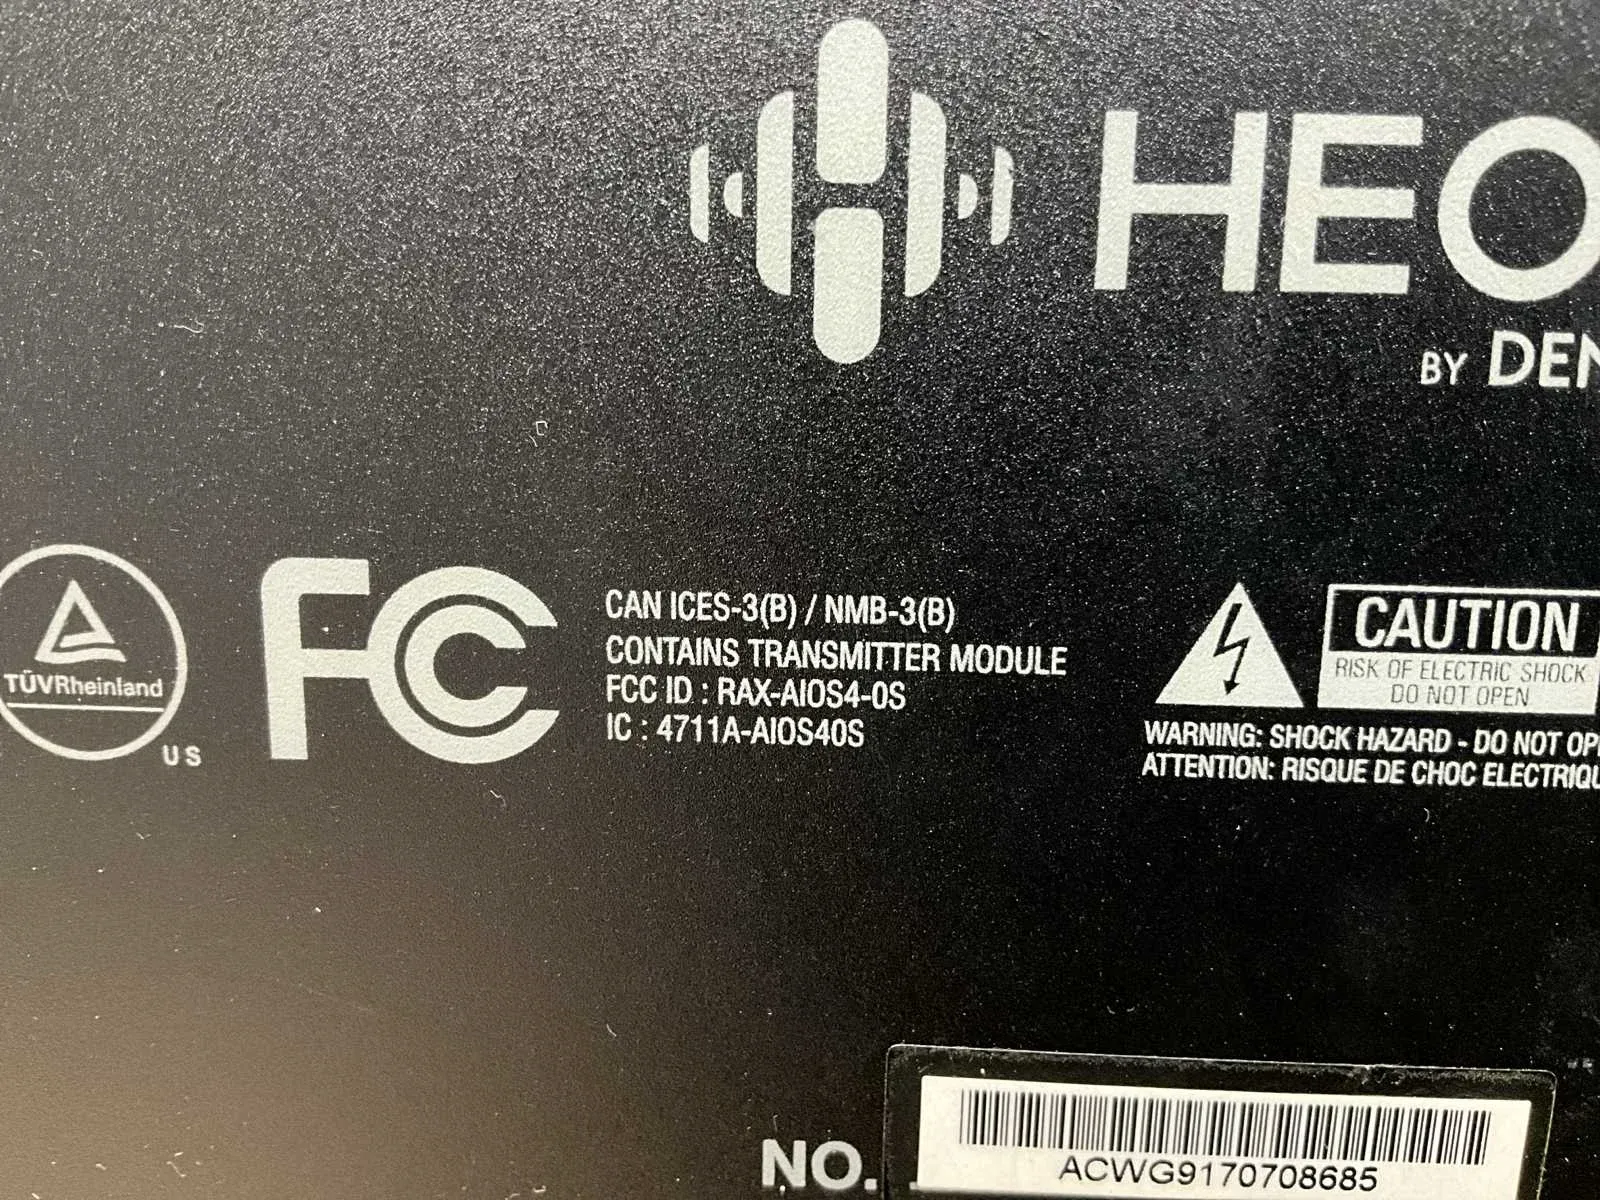 HEO
BY DEN
TÜVRheinland
US
FC
CAN ICES-3(B) / NMB-3(B)
CONTAINS TRANSMITTER MODULE
FCC ID : RAX-AIOS4-0S
IC : 4711A-AIOS40S
CAUTION
RISK OF ELECTRIC SHOCK
DO NOT OPEN
WARNING: SHOCK HAZARD - DO NOT OP
ATTENTION: RISQUE DE CHOC ELECTRIQU
NO.
ACWG9170708685